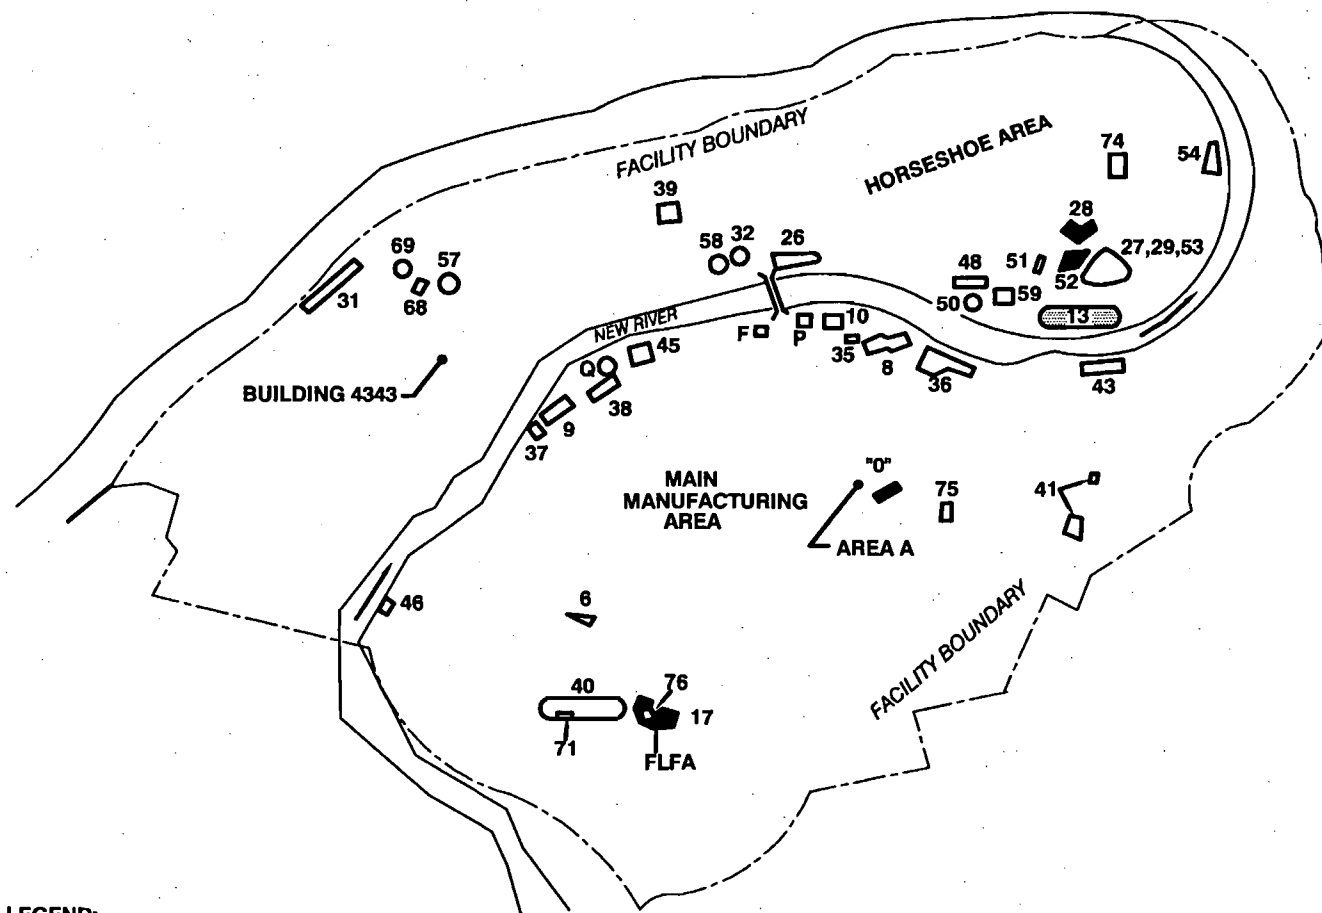 FACILITY BOUNDARY
HORSESHOE AREA
74
54
39
28
58
32
26
27,29,53
69
57
51
48
52
31
68
50
59
13
NEW RIVER
F
P
10
45
35
8
Q
36
43
BUILDING 4343
38
9
37
MAIN
MANUFACTURING
AREA
"0"
75
41
AREA A
46
6
FACILITY BOUNDARY
40
76
17
71
FLFA
LEGEND: